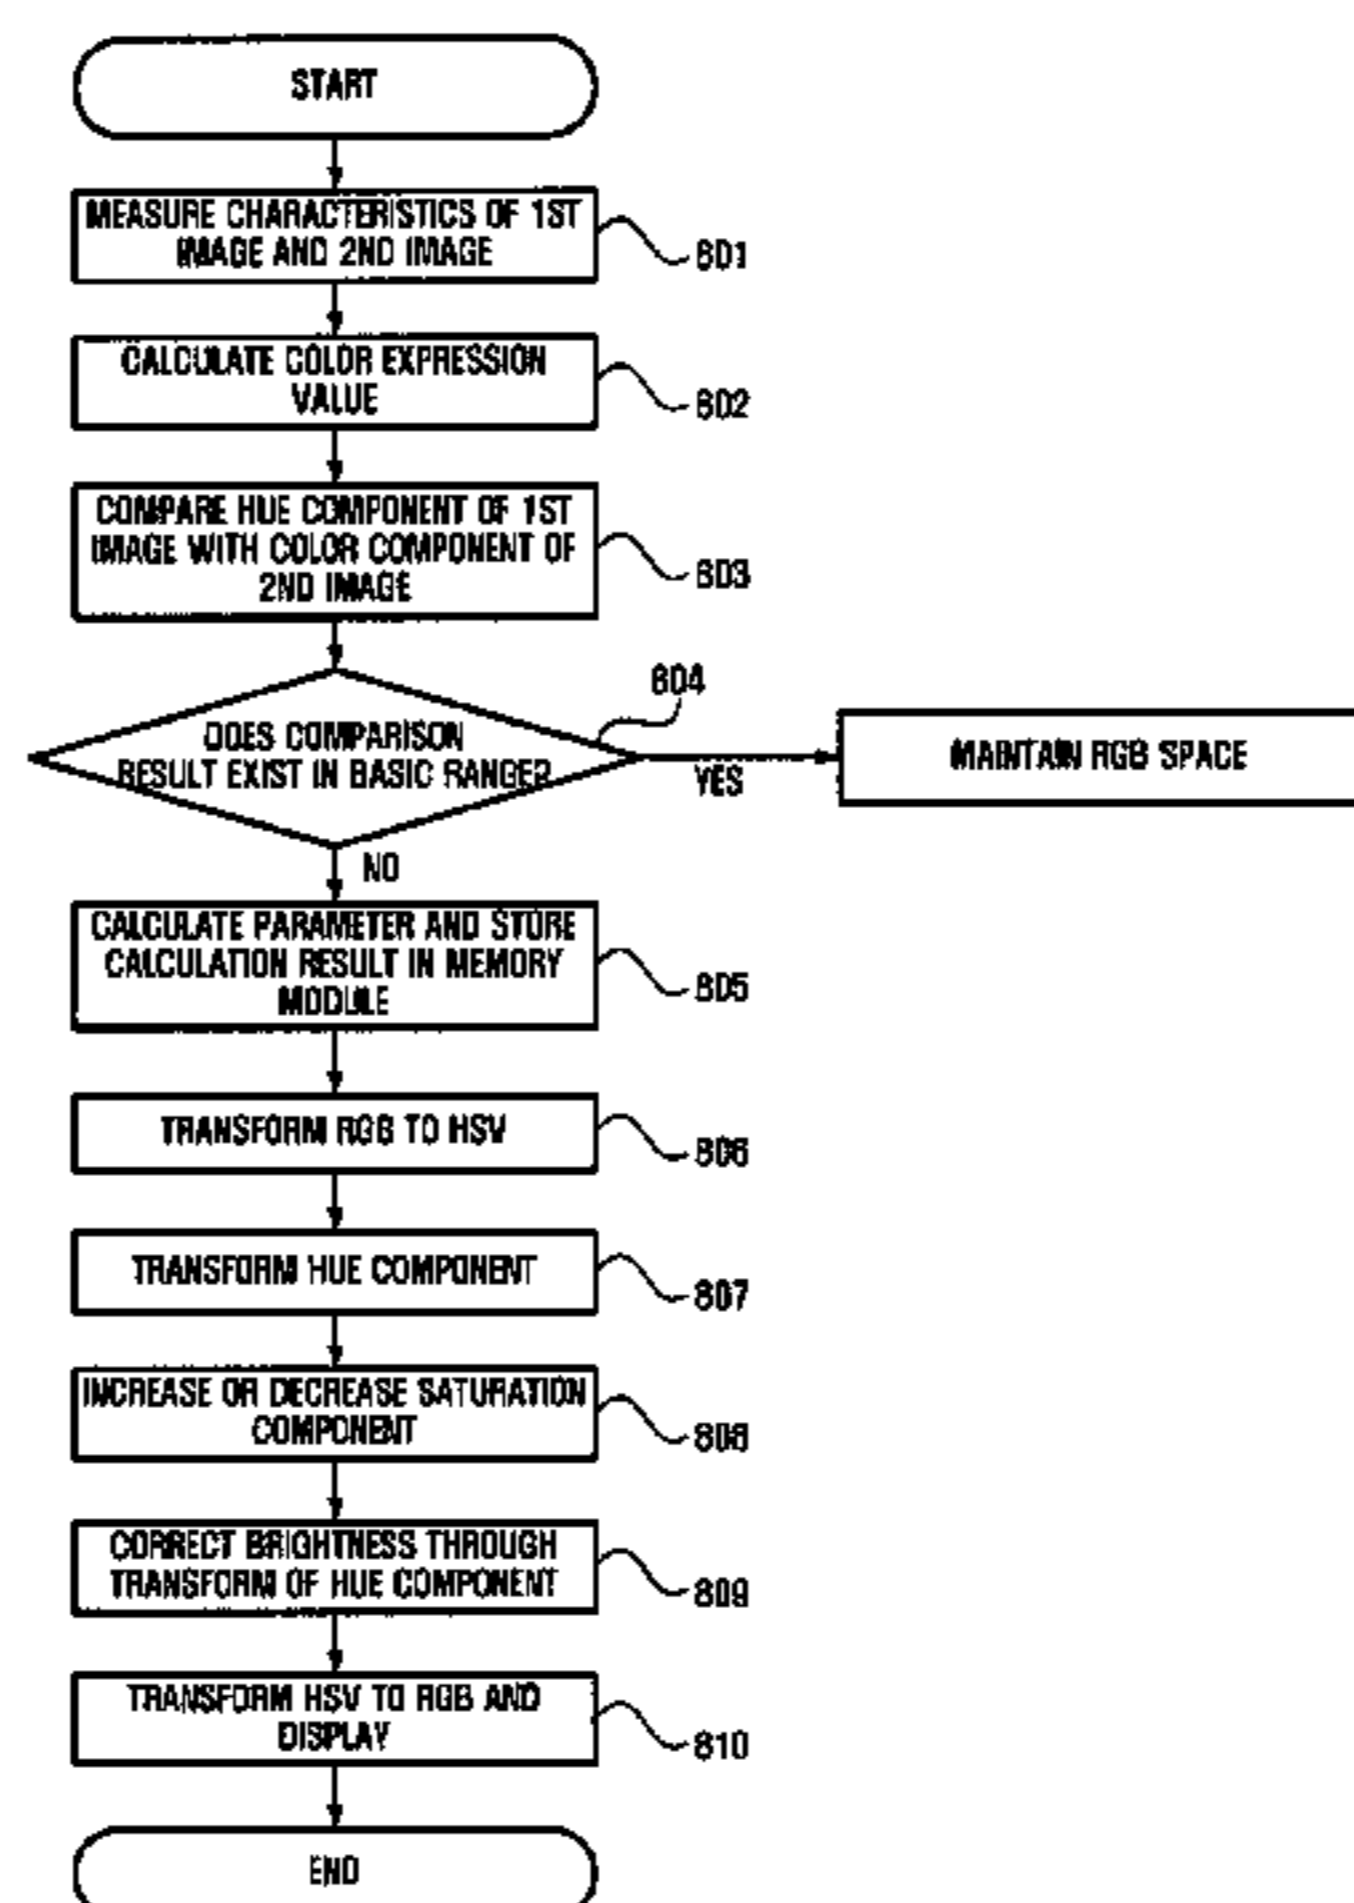 START
MEASURE CHARACTERISTICS OF 1ST
IMAGE AND 2ND IMAGE
801
CALCULATE COLOR EXPRESSION
VALUE
802
COMPARE HUE COMPONENT OF 1ST
IMAGE WITH COLOR COMPONENT OF
2ND IMAGE
803
804
DOES COMPARISON
RESULT EXIST IN BASIC RANGE?
YES
MAINTAIN RGB SPACE
NO
CALCULATE PARAMETER AND STORE
CALCULATION RESULT IN MEMORY
MODULE
805
TRANSFORM RGB TO HSV
806
TRANSFORM HUE COMPONENT
807
INCREASE OR DECREASE SATURATION
COMPONENT
808
CORRECT BRIGHTNESS THROUGH
TRANSFORM OF HUE COMPONENT
809
TRANSFORM HSV TO RGB AND
DISPLAY
810
END